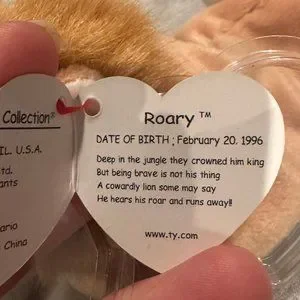 Collection®
IL. U.S.A.
Ltd.
ants
ario
China
Roary ™
DATE OF BIRTH ; February 20, 1996
Deep in the jungle they crowned him king
But being brave is not his thing
A cowardly lion some may say
He hears his roar and runs away!!
www.ty.com